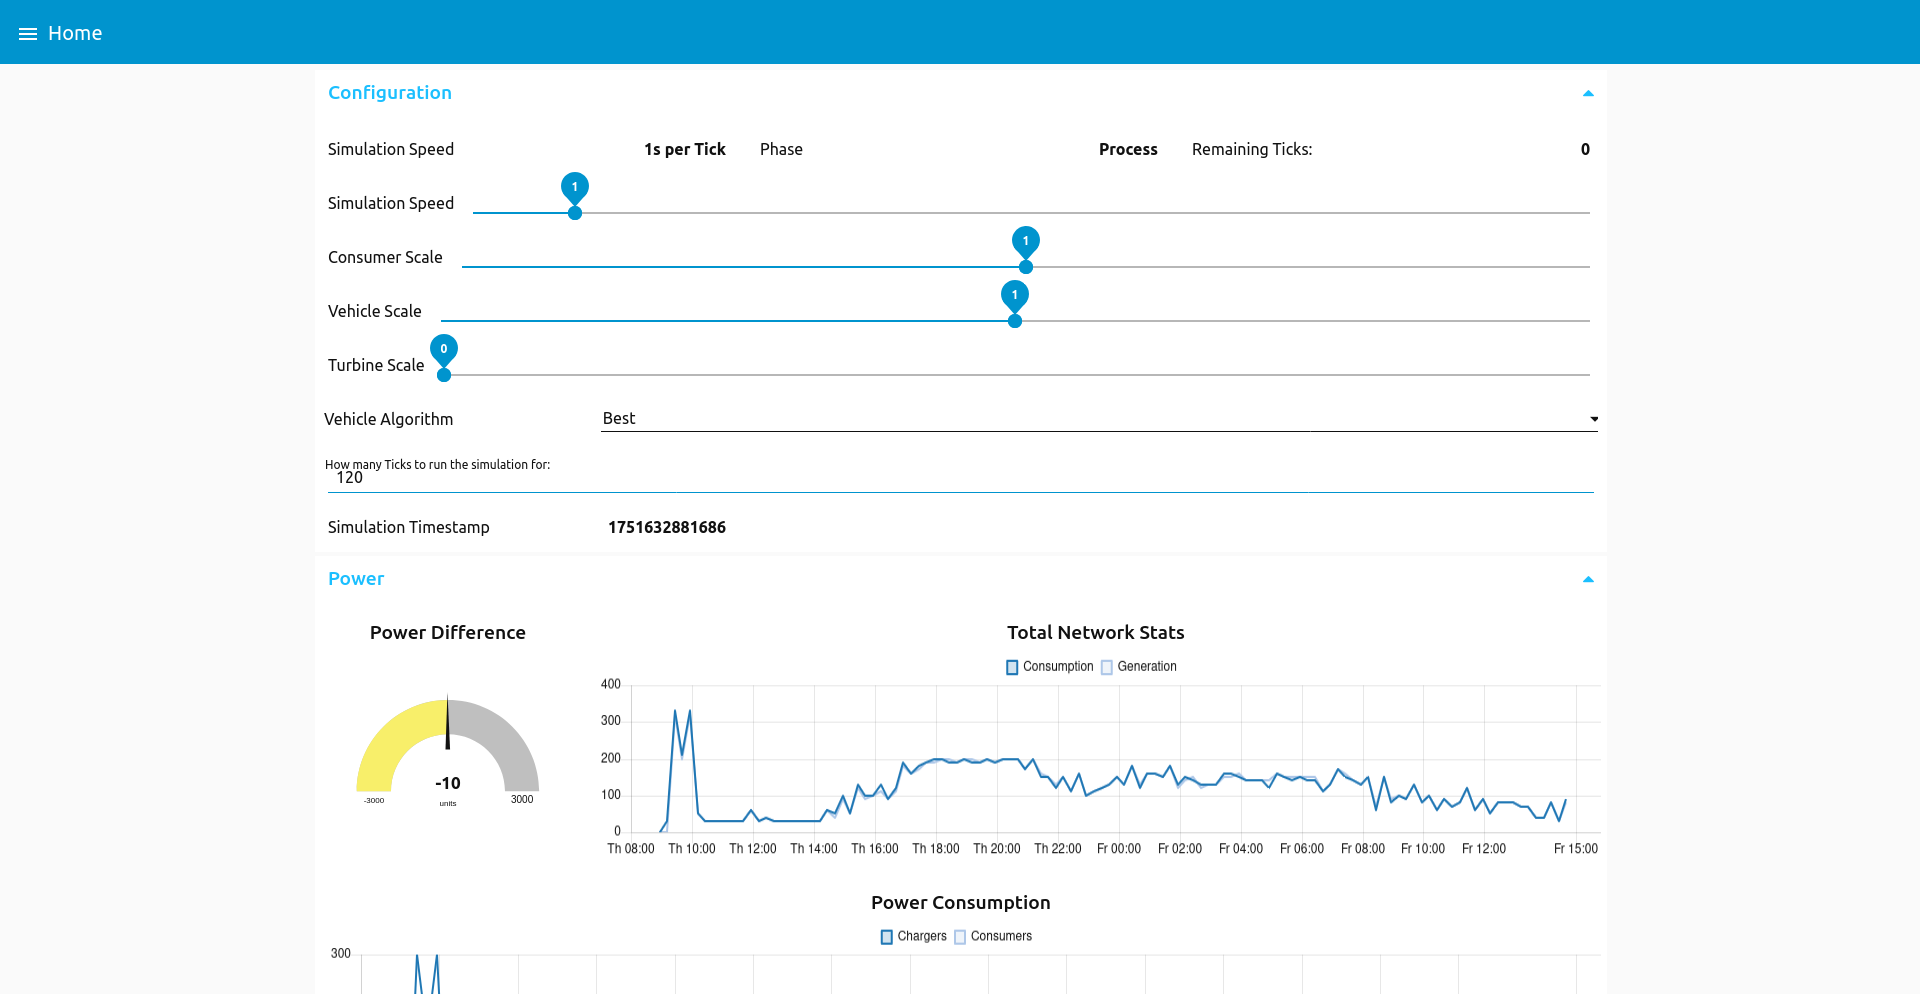 Home
Configuration
Simulation Speed 1s per Tick Phase Process Remaining Ticks: 0
1
Simulation Speed
1
Consumer Scale
1
Vehicle Scale
0
Turbine Scale
Vehicle Algorithm Best
How many Ticks to run the simulation for:
120
Simulation Timestamp 1751632881686
Power
Power Difference
-10
units
-3000 3000
Total Network Stats
Consumption Generation
400
300
200
100
0
Th 08:00 Th 10:00 Th 12:00 Th 14:00 Th 16:00 Th 18:00 Th 20:00 Th 22:00 Fr 00:00 Fr 02:00 Fr 04:00 Fr 06:00 Fr 08:00 Fr 10:00 Fr 12:00 Fr 15:00
Power Consumption
Chargers Consumers
300